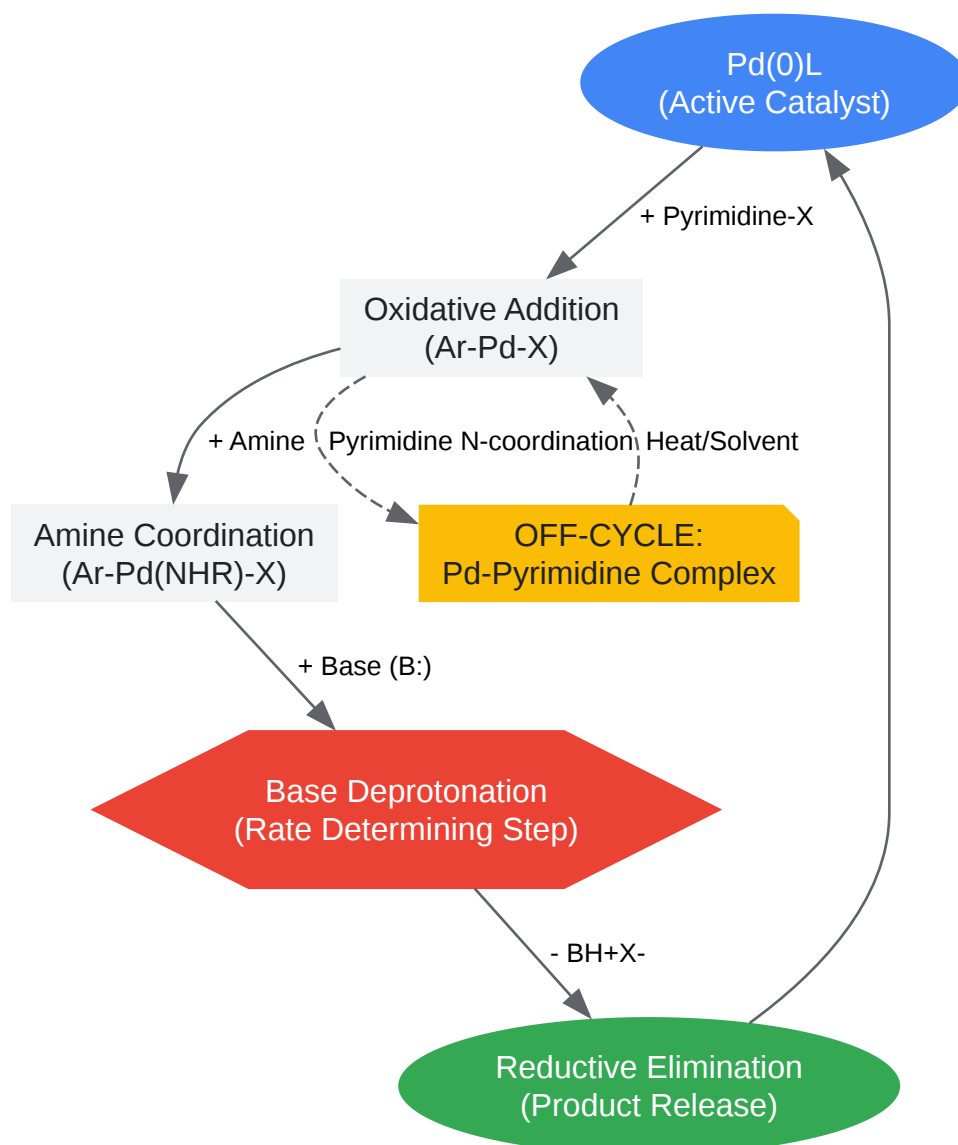 Pd(0)L
(Active Catalyst)
+ Pyrimidine-X
Oxidative Addition
(Ar-Pd-X)
+ Amine
Pyrimidine N-coordination
Heat/Solvent
Amine Coordination
(Ar-Pd(NHR)-X)
OFF-CYCLE:
Pd-Pyrimidine Complex
+ Base (B:)
Base Deprotonation
(Rate Determining Step)
- BH+X-
Reductive Elimination
(Product Release)